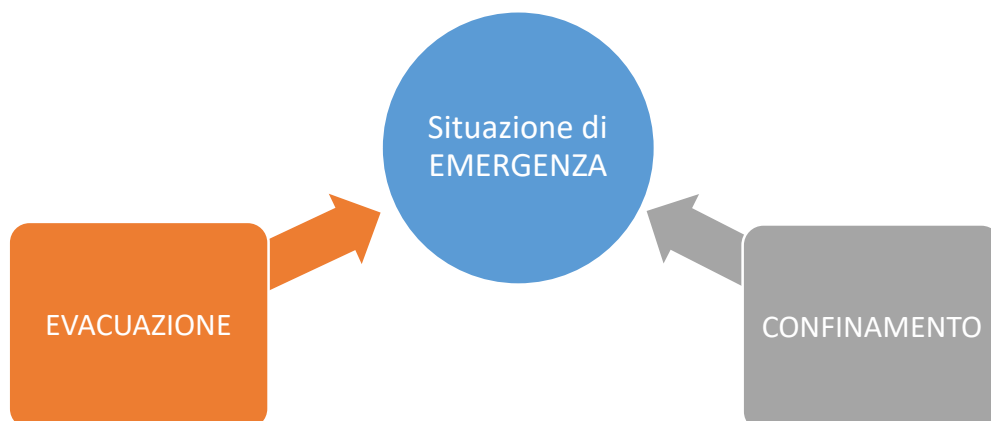 Situazione di
EMERGENZA
EVACUAZIONE
CONFINAMENTO